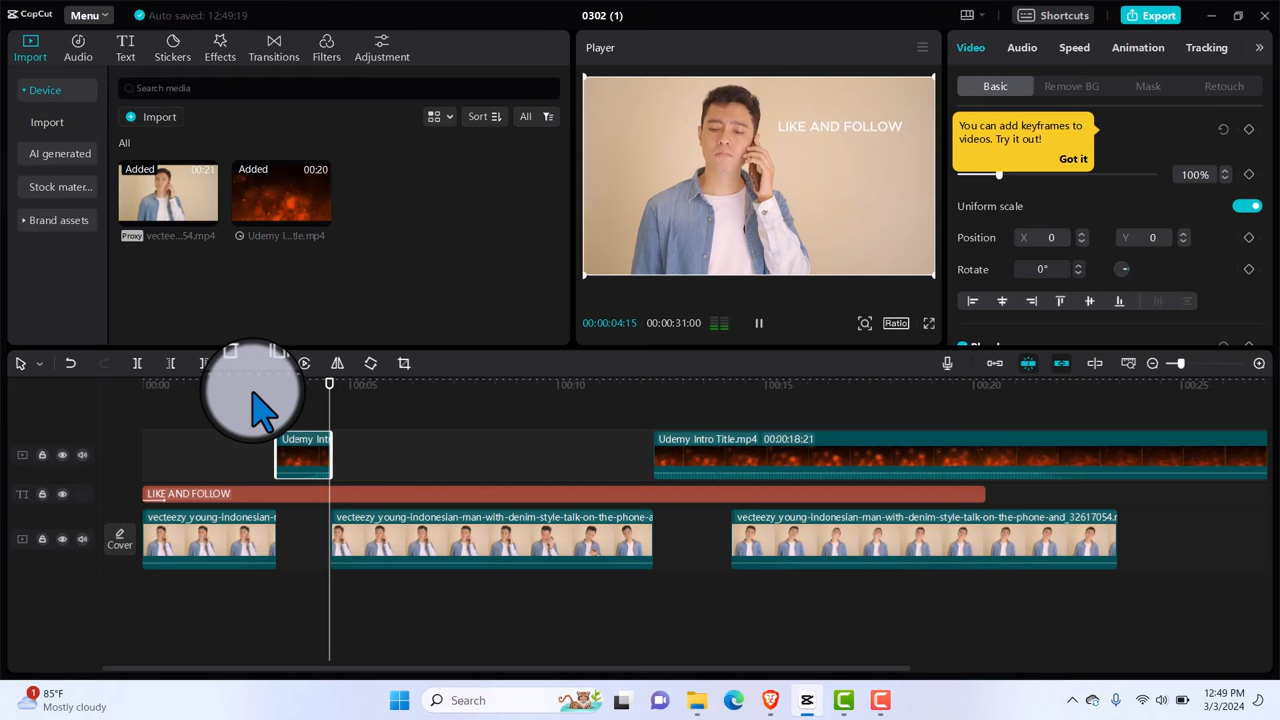 CapCut
Menu
Auto saved: 12:49:19
0302 (1)
Shortcuts
Export
Import
Audio
Text
Stickers
Effects
Transitions
Filters
Adjustment
Player
Video
Audio
Speed
Animation
Tracking
Device
Import
AI generated
Stock mater...
Brand assets
Search media
Import
Sort
All
All
Added 00:21
Added 00:20
Proxy vectee...54.mp4
Udemy I...tle.mp4
LIKE AND FOLLOW
00:00:04:15 00:00:31:00
Ratio
Basic
Remove BG
Mask
Retouch
You can add keyframes to
videos. Try it out!
Got it
100%
Uniform scale
Position X 0 Y 0
Rotate 0°
00:00 00:05 00:10 00:15 00:20 00:25
Udemy Intr
Udemy Intro Title.mp4 00:00:18:21
TI
LIKE AND FOLLOW
Cover
vecteezy_young-indonesian-m
vecteezy_young-indonesian-man-with-denim-style-talk-on-the-phone-a
vecteezy_young-indonesian-man-with-denim-style-talk-on-the-phone-and_32617054.r
1
85°F
Mostly cloudy
Search
12:49 PM
3/3/2024